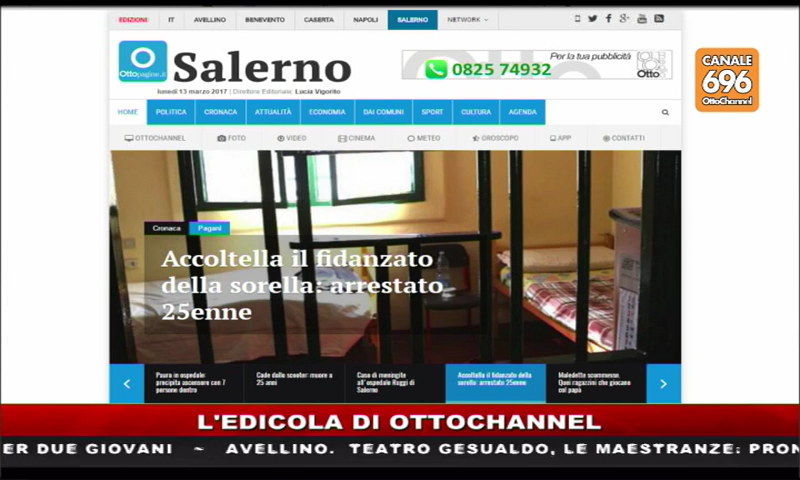 EDIZIONI: IT AVELLINO BENEVENTO CASERTA NAPOLI SALERNO NETWORK
Ottopagine.it
Salerno
Per la tua pubblicità
0825 74932
Otto
CANALE
696
OttoChannel
lunedì 13 marzo 2017 | Direttore Editoriale: Lucia Vigorito
HOME POLITICA CRONACA ATTUALITÀ ECONOMIA DAI COMUNI SPORT CULTURA AGENDA
OTTOCHANNEL FOTO VIDEO CINEMA METEO OROSCOPO APP CONTATTI
Cronaca Pagani
Accoltella il fidanzato
della sorella: arrestato
25enne
Paura in ospedale:
precipita ascensore con 7
persone dentro
Cade dallo scooter: muore a
25 anni
Caso di meningite
all'ospedale Ruggi di
Salerno
Accoltella il fidanzato della
sorella: arrestato 25enne
Maledette scommesse.
Quei ragazzini che giocano
col papà
L'EDICOLA DI OTTOCHANNEL
ER DUE GIOVANI ~ AVELLINO. TEATRO GESUALDO, LE MAESTRANZE: PRON